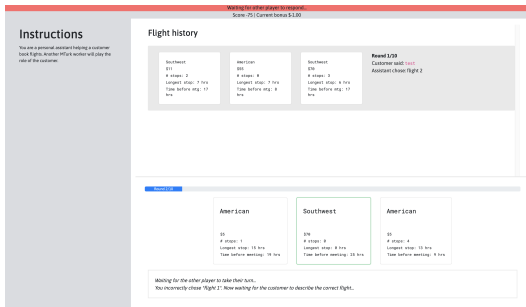 Waiting for other player to respond...
Score -75 | Current bonus $-1.00
Instructions
You are a personal assistant helping a customer
book flights. Another MTurk worker will play the
role of the customer.
Flight history
Southwest
$11
# stops: 2
Longest stop: 7 hrs
Time before mtg: 17
hrs
American
# stops: 0
Longest stop: 7 hrs
Time before mtg: 8
hrs
Southwest
$70
# stops: 3
Longest stop: 6 hrs
Time before mtg: 17
hrs
Round 1/10
Customer said: test
Assistant chose: flight 2
Round 2/10
American
$5
# stops: 1
Longest stop: 15 hrs
Time before meeting: 19 hrs
Southwest
$70
# stops: 0
Longest stop: 0 hrs
Time before meeting: 20 hrs
American
$5
# stops: 4
Longest stop: 13 hrs
Time before meeting: 9 hrs
Waiting for the other player to take their turn...
You incorrectly chose "flight 1". Now waiting for the customer to describe the correct flight...